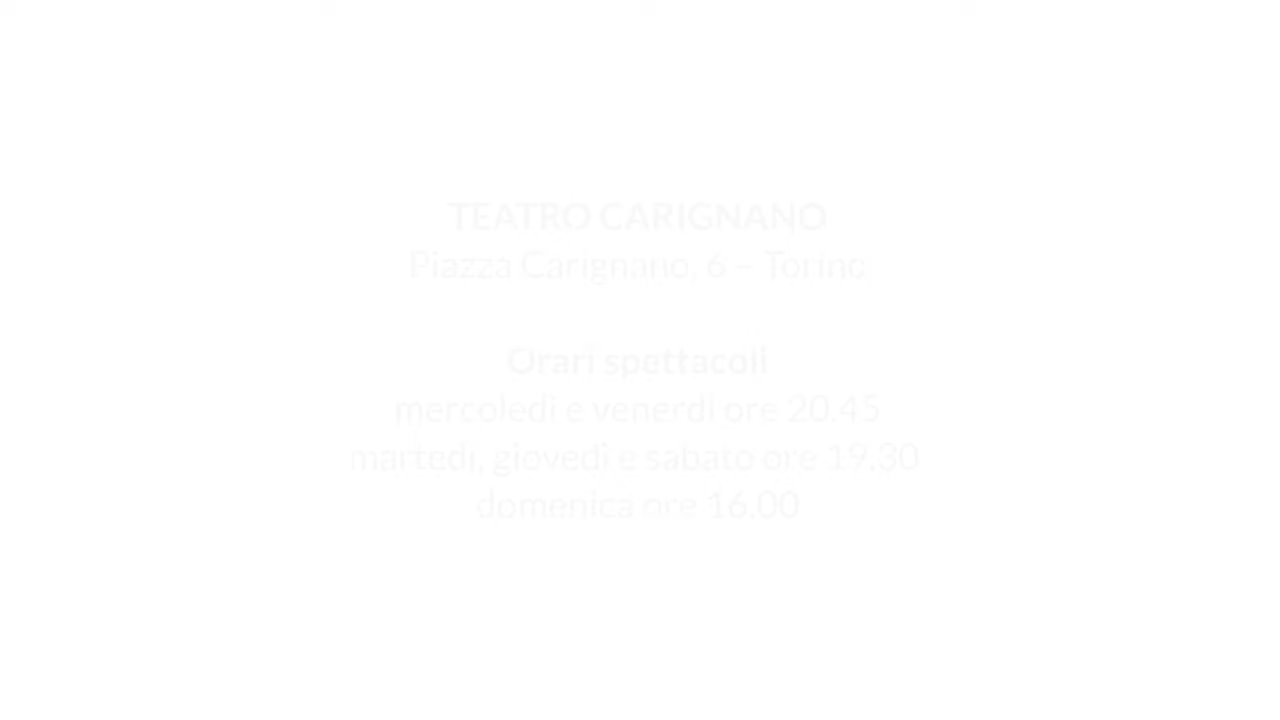 TEATRO CARIGNANO
Piazza Carignano, 6 – Torino
Orari spettacoli
mercoledì e venerdì ore 20.45
martedì, giovedì e sabato ore 19.30
domenica ore 16.00